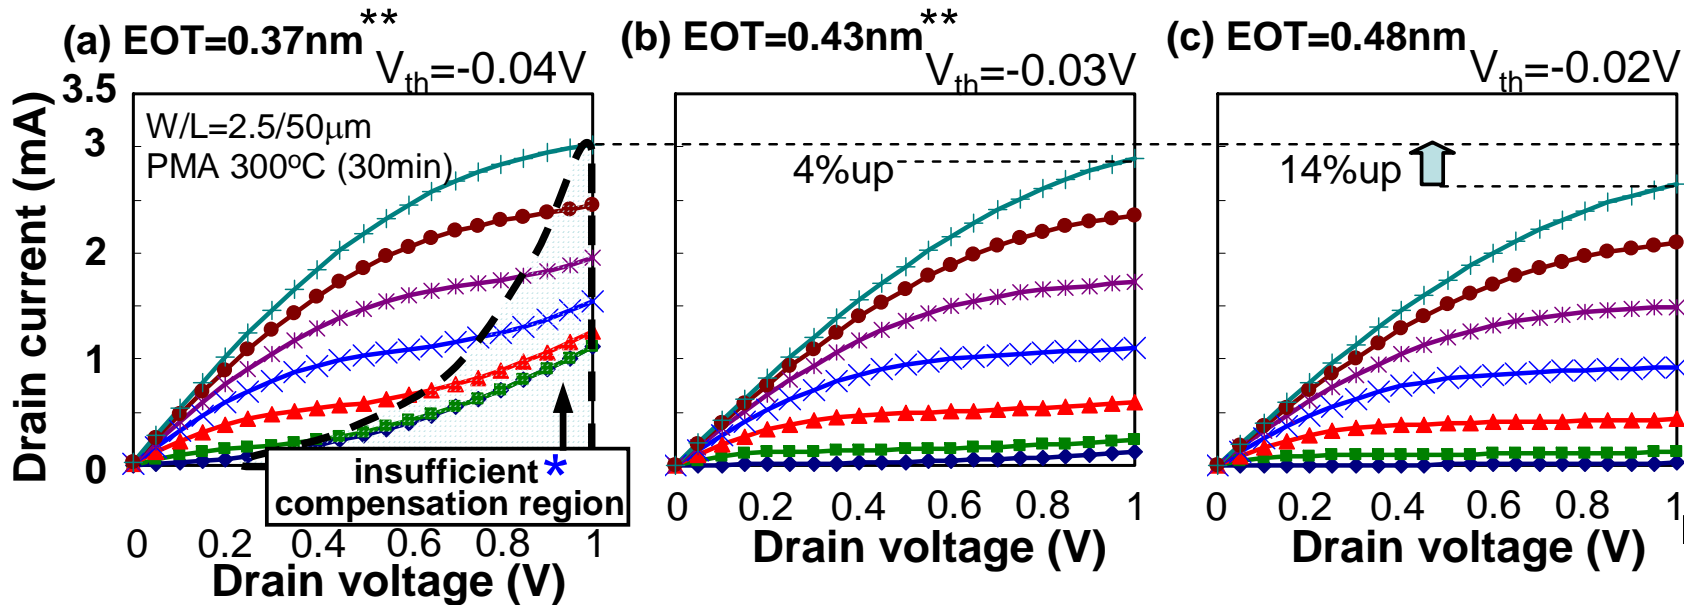 (a) EOT=0.37nm**
Vth=-0.04V
(b) EOT=0.43nm**
Vth=-0.03V
(c) EOT=0.48nm
Vth=-0.02V
Drain current (mA)
3.5
3
2
1
0
W/L=2.5/50μm
PMA 300ºC (30min)
4%up
14%up
insufficient *
compensation region
0 0.2 0.4 0.6 0.8 1
Drain voltage (V)
0 0.2 0.4 0.6 0.8 1
Drain voltage (V)
0 0.2 0.4 0.6 0.8 1
Drain voltage (V)